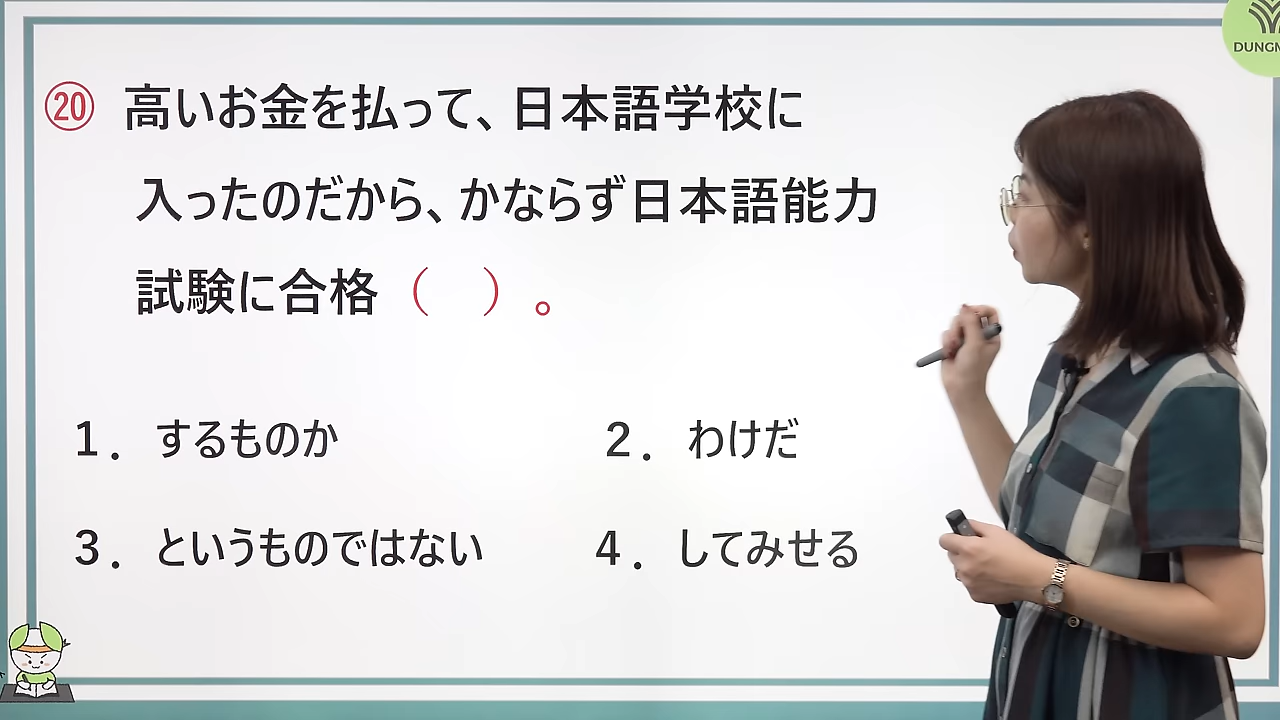 ⑳ 高いお金を払って、日本語学校に
入ったのだから、かならず日本語能力
試験に合格（　）。
1． するものか
2． わけだ
3． というものではない
4． してみせる